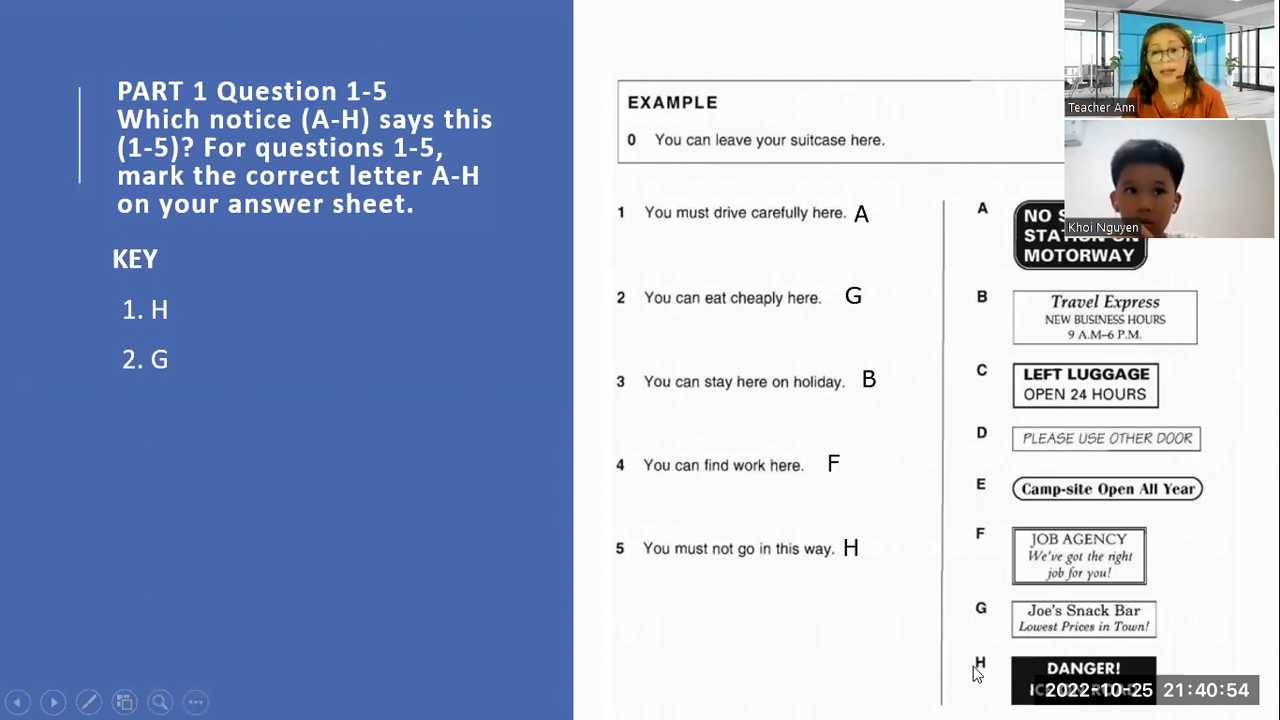 PART 1 Question 1-5
Which notice (A-H) says this
(1-5)? For questions 1-5,
mark the correct letter A-H
on your answer sheet.
KEY
1. H
2. G
EXAMPLE
0 You can leave your suitcase here.
1 You must drive carefully here. A
2 You can eat cheaply here. G
3 You can stay here on holiday. B
4 You can find work here. F
5 You must not go in this way. H
A
NO
STATION ON
MOTORWAY
B
Travel Express
NEW BUSINESS HOURS
9 A.M–6 P.M.
C
LEFT LUGGAGE
OPEN 24 HOURS
D
PLEASE USE OTHER DOOR
E
Camp-site Open All Year
F
JOB AGENCY
We've got the right
job for you!
G
Joe's Snack Bar
Lowest Prices in Town!
H
DANGER!
Teacher Ann
Khoi Nguyen
2022-10-25 21:40:54